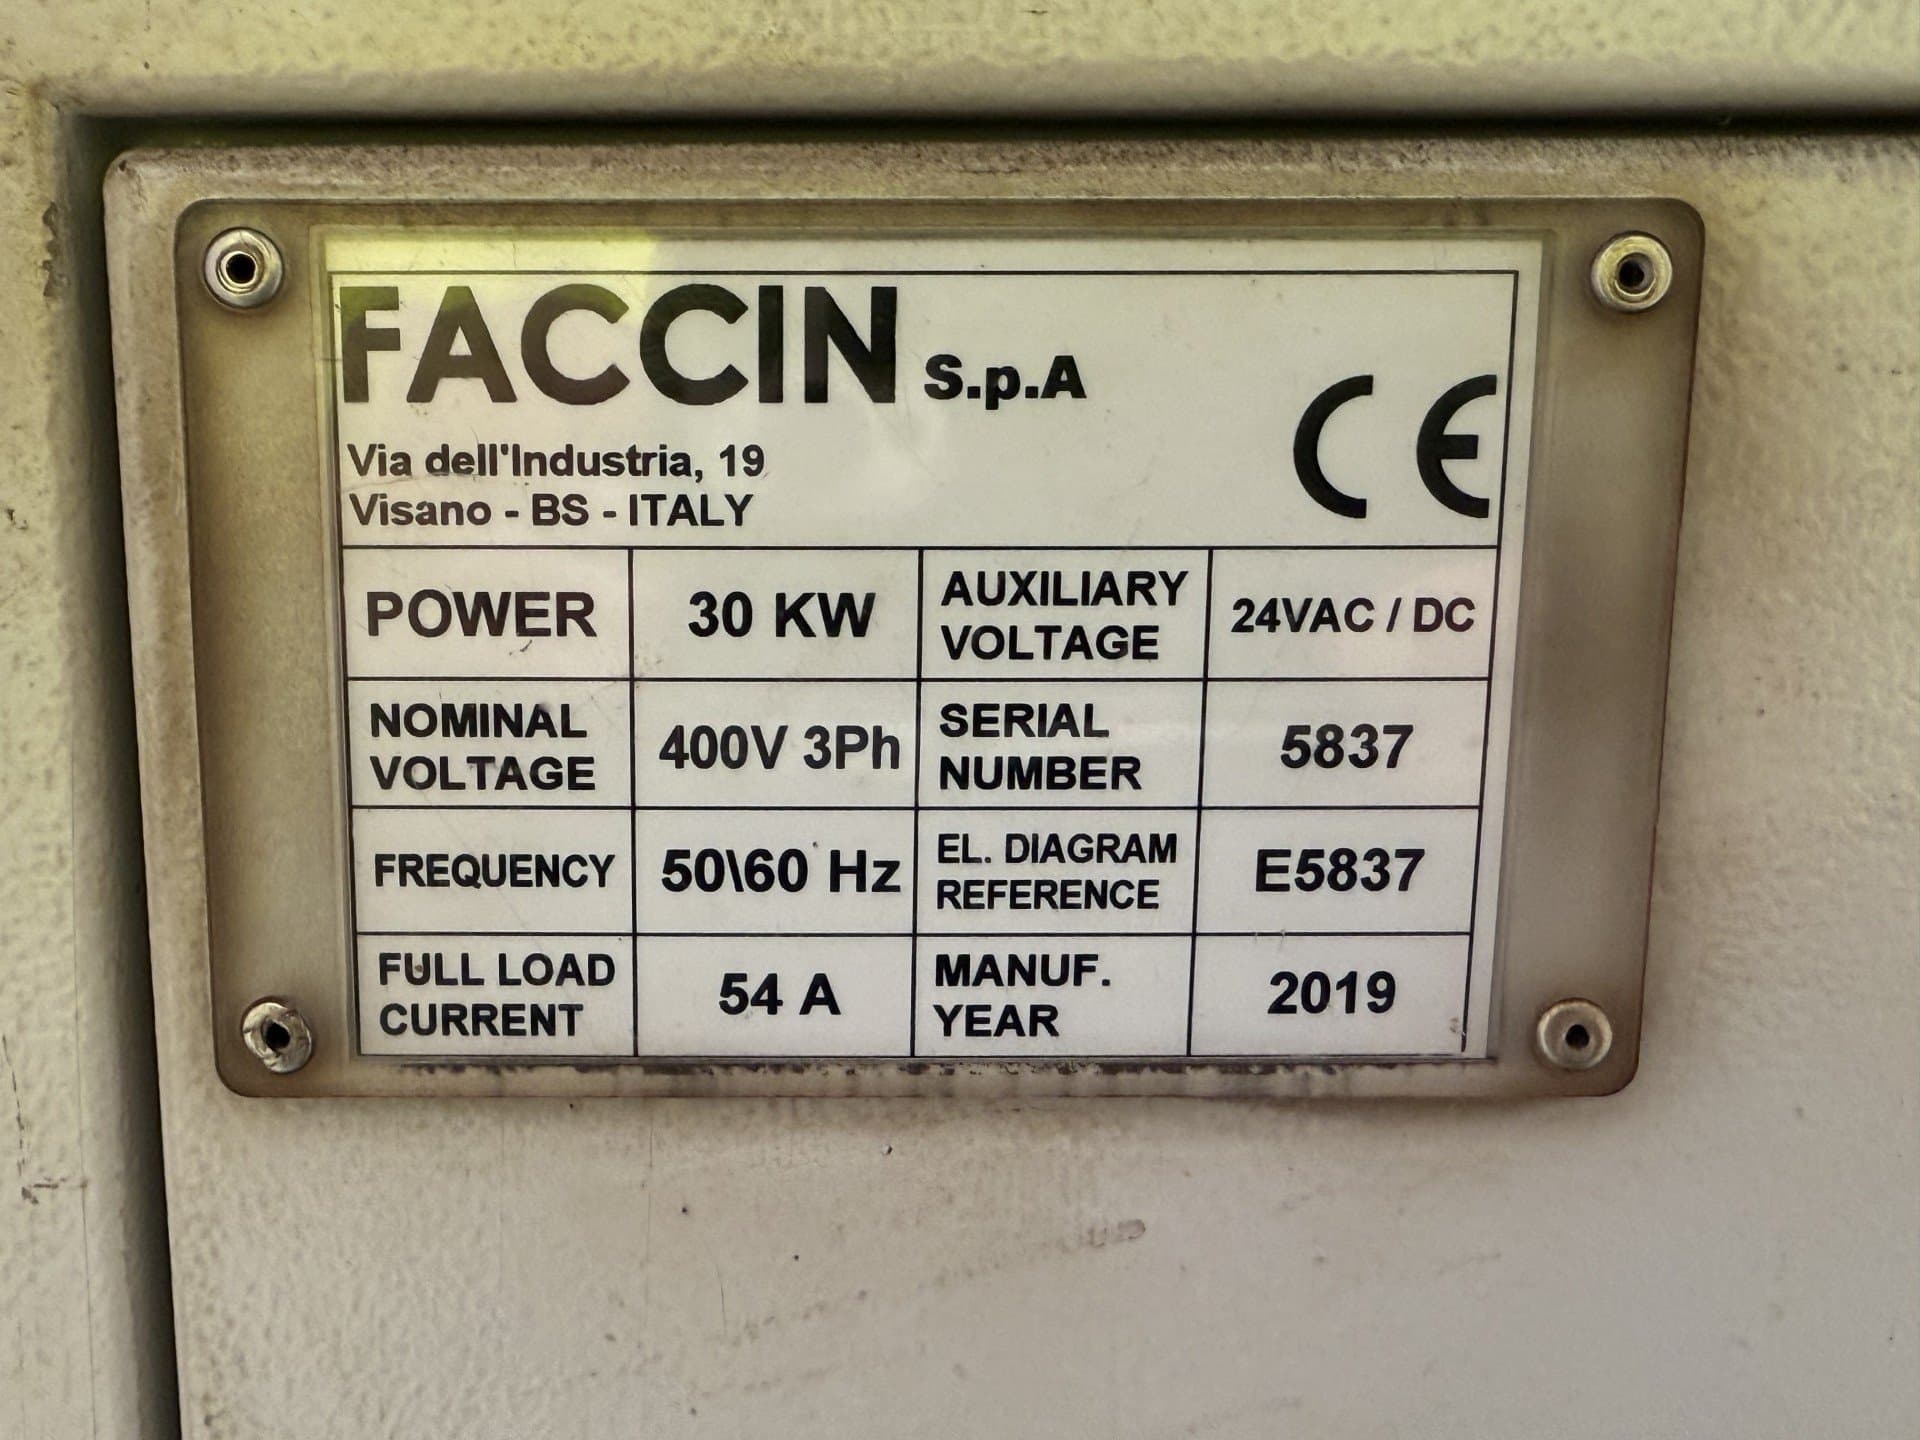 FACCIN S.p.A
Via dell'Industria, 19
Visano - BS - ITALY
CE
POWER 30 KW AUXILIARY VOLTAGE 24VAC / DC
NOMINAL VOLTAGE 400V 3Ph SERIAL NUMBER 5837
FREQUENCY 50\60 Hz EL. DIAGRAM REFERENCE E5837
FULL LOAD CURRENT 54 A MANUF. YEAR 2019